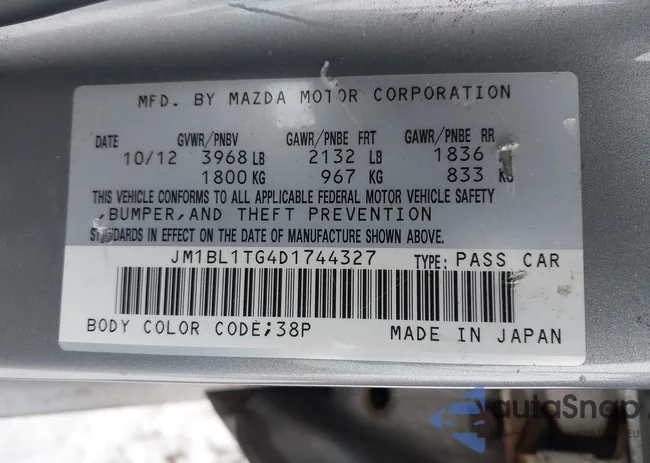 MFD. BY MAZDA MOTOR CORPORATION
DATE GVWR/PNBV GAWR/PNBE FRT GAWR/PNBE RR
10/12 3968 LB 2132 LB 1836
1800 KG 967 KG 833 KG
THIS VEHICLE CONFORMS TO ALL APPLICABLE FEDERAL MOTOR VEHICLE SAFETY
,BUMPER,AND THEFT PREVENTION
STANDARDS IN EFFECT ON THE DATE OF MANUFACTURE SHOWN ABOVE.
JM1BL1TG4D1744327 TYPE: PASS CAR
BODY COLOR CODE;38P MADE IN JAPAN
autoSnap